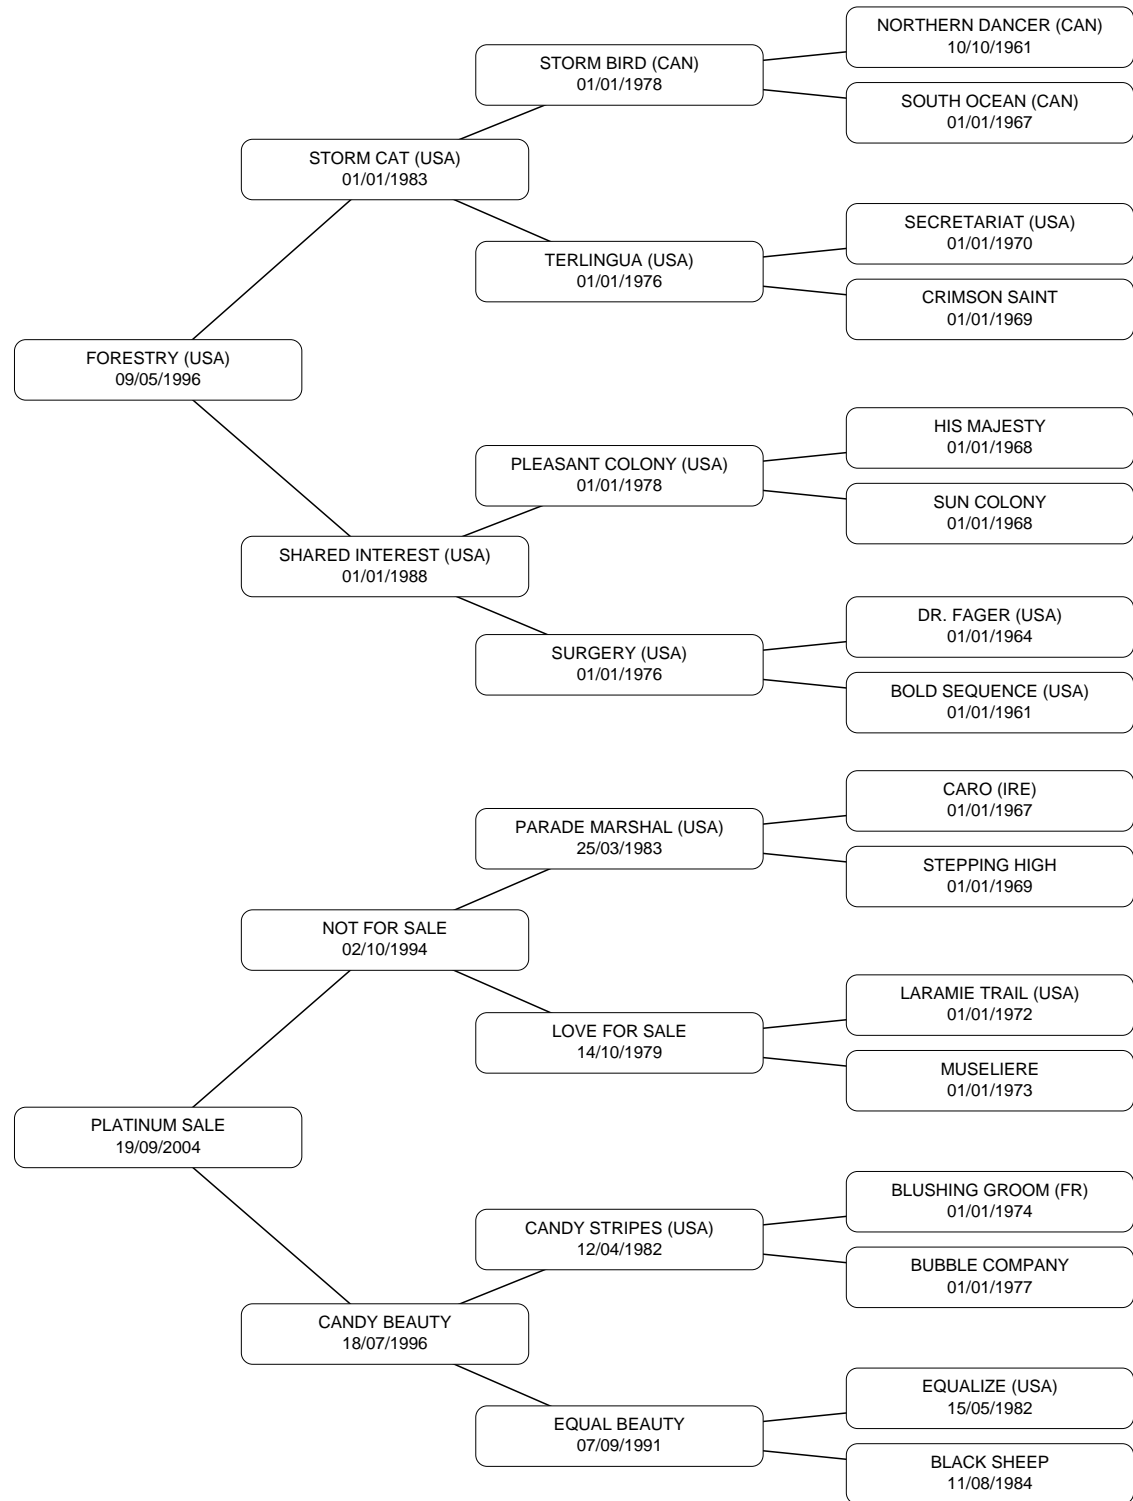 NORTHERN DANCER (CAN)
10/10/1961
STORM BIRD (CAN)
01/01/1978
SOUTH OCEAN (CAN)
01/01/1967
STORM CAT (USA)
01/01/1983
SECRETARIAT (USA)
01/01/1970
TERLINGUA (USA)
01/01/1976
CRIMSON SAINT
01/01/1969
FORESTRY (USA)
09/05/1996
HIS MAJESTY
01/01/1968
PLEASANT COLONY (USA)
01/01/1978
SUN COLONY
01/01/1968
SHARED INTEREST (USA)
01/01/1988
DR. FAGER (USA)
01/01/1964
SURGERY (USA)
01/01/1976
BOLD SEQUENCE (USA)
01/01/1961
CARO (IRE)
01/01/1967
PARADE MARSHAL (USA)
25/03/1983
STEPPING HIGH
01/01/1969
NOT FOR SALE
02/10/1994
LARAMIE TRAIL (USA)
01/01/1972
LOVE FOR SALE
14/10/1979
MUSELIERE
01/01/1973
PLATINUM SALE
19/09/2004
BLUSHING GROOM (FR)
01/01/1974
CANDY STRIPES (USA)
12/04/1982
BUBBLE COMPANY
01/01/1977
CANDY BEAUTY
18/07/1996
EQUALIZE (USA)
15/05/1982
EQUAL BEAUTY
07/09/1991
BLACK SHEEP
11/08/1984